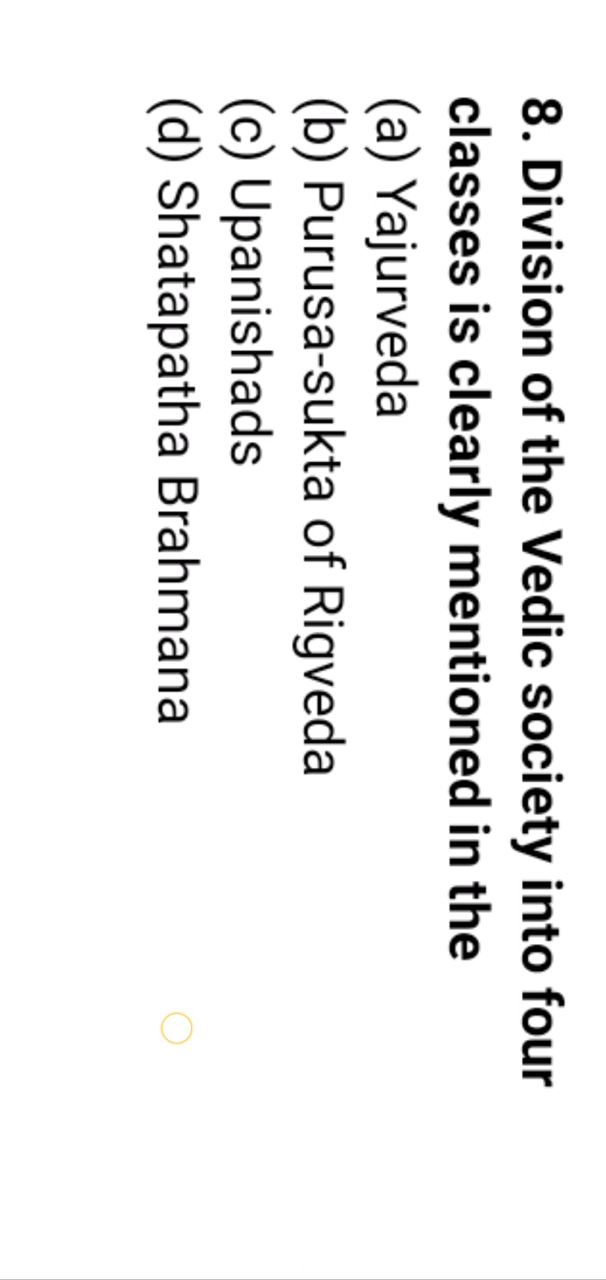 8. Division of the Vedic society into four
classes is clearly mentioned in the
(a) Yajurveda
(b) Purusa-sukta of Rigveda
(c) Upanishads
(d) Shatapatha Brahmana